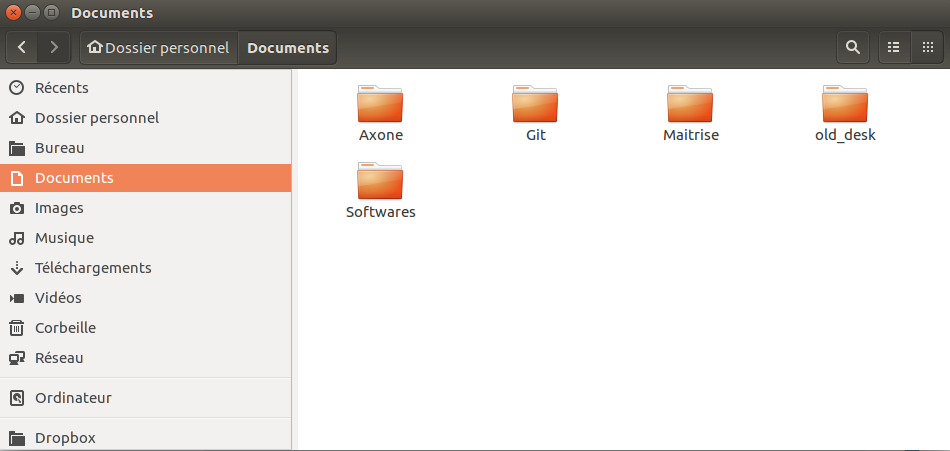 Documents
Dossier personnel Documents
Récents
Dossier personnel
Bureau
Documents
Images
Musique
Téléchargements
Vidéos
Corbeille
Réseau
Ordinateur
Dropbox
Axone Git Maitrise old_desk
Softwares